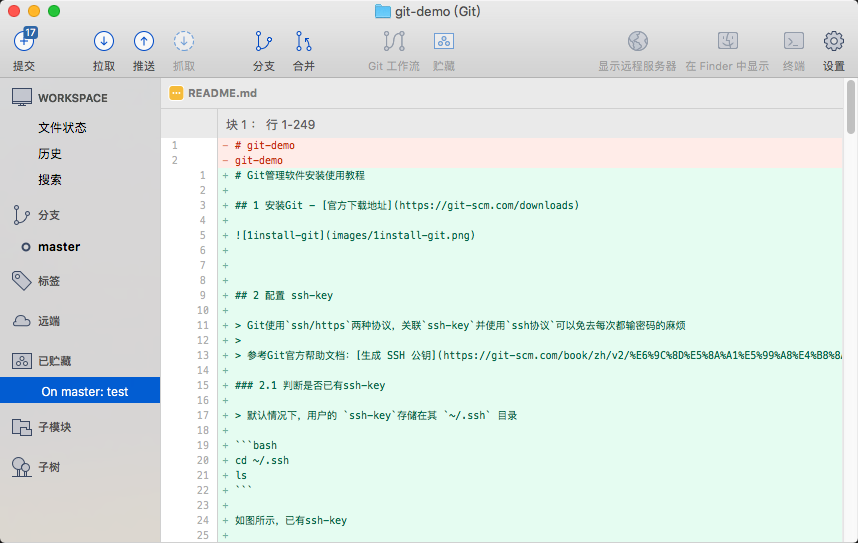 git-demo (Git)
17
提交
拉取
推送
抓取
分支
合并
Git 工作流
贮藏
显示远程服务器
在 Finder 中显示
终端
设置
WORKSPACE
文件状态
历史
搜索
分支
master
标签
远端
已贮藏
On master: test
子模块
子树
README.md
块 1： 行 1-249
1 - # git-demo
2 - git-demo
1 + # Git管理软件安装使用教程
2 +
3 + ## 1 安装Git - [官方下载地址](https://git-scm.com/downloads)
4 +
5 + ![1install-git](images/1install-git.png)
6 +
7 +
8 +
9 + ## 2 配置 ssh-key
10 +
11 + > Git使用`ssh/https`两种协议，关联`ssh-key`并使用`ssh协议`可以免去每次都输密码的麻烦
12 + >
13 + > 参考Git官方帮助文档：[生成 SSH 公钥](https://git-scm.com/book/zh/v2/%E6%9C%8D%E5%8A%A1%E5%99%A8%E4%B8%8A
14 +
15 + ### 2.1 判断是否已有ssh-key
16 +
17 + > 默认情况下，用户的 `ssh-key`存储在其 `~/.ssh` 目录
18 +
19 + ```bash
20 + cd ~/.ssh
21 + ls
22 + ```
23 +
24 + 如图所示，已有ssh-key
25 +